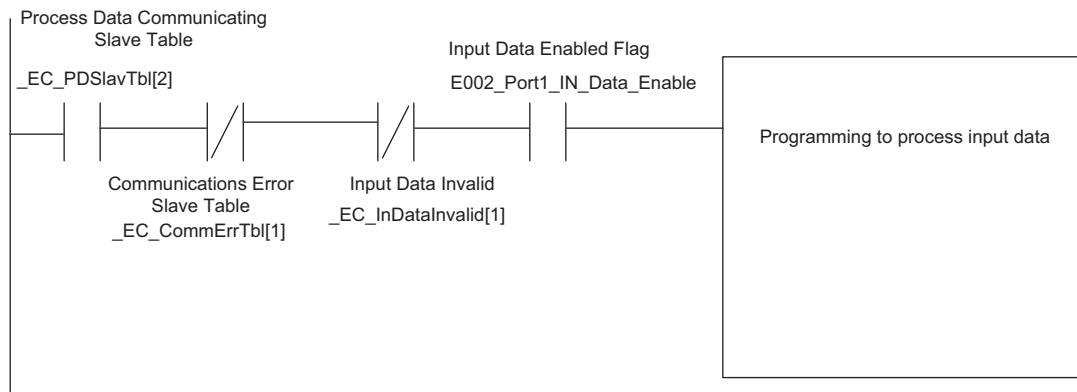 Process Data Communicating
Slave Table
_EC_PDSlavTbl[2]
Communications Error
Slave Table
_EC_CommErrTbl[1]
Input Data Invalid
_EC_InDataInvalid[1]
Input Data Enabled Flag
E002_Port1_IN_Data_Enable
Programming to process input data